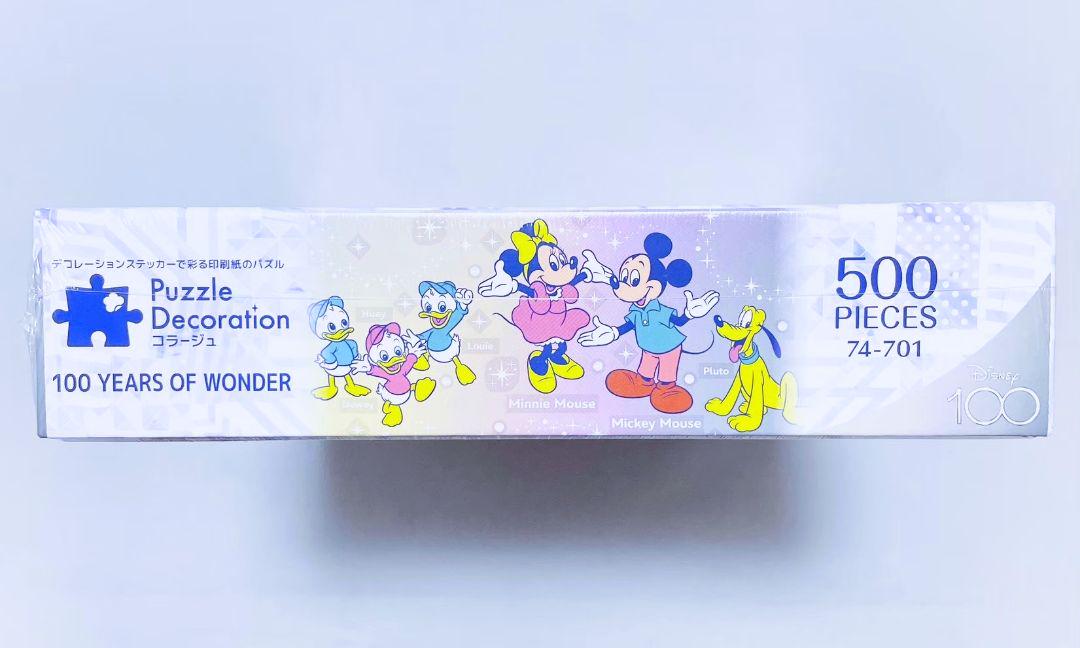 デコレーションステッカーで彩る印刷紙のパズル
Puzzle
Decoration
コラージュ
100 YEARS OF WONDER
Huey
Louie
Dewey
Minnie Mouse
Mickey Mouse
Pluto
500
PIECES
74-701
Disney
100